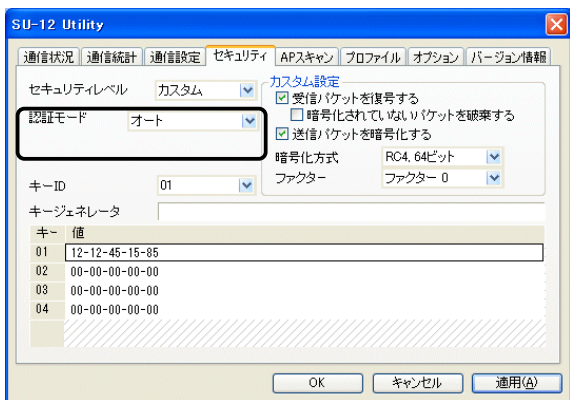 SU-12 Utility
通信状況 通信統計 通信設定 セキュリティ APスキャン プロファイル オプション バージョン情報
セキュリティレベル カスタム
認証モード オート
キーID 01
カスタム設定
受信パケットを復号する
暗号化されていないパケットを破棄する
送信パケットを暗号化する
暗号化方式 RC4, 64ビット
ファクター ファクター 0
キージェネレータ
キー 値
01 12-12-45-15-85
02 00-00-00-00-00
03 00-00-00-00-00
04 00-00-00-00-00
OK キャンセル 適用(A)